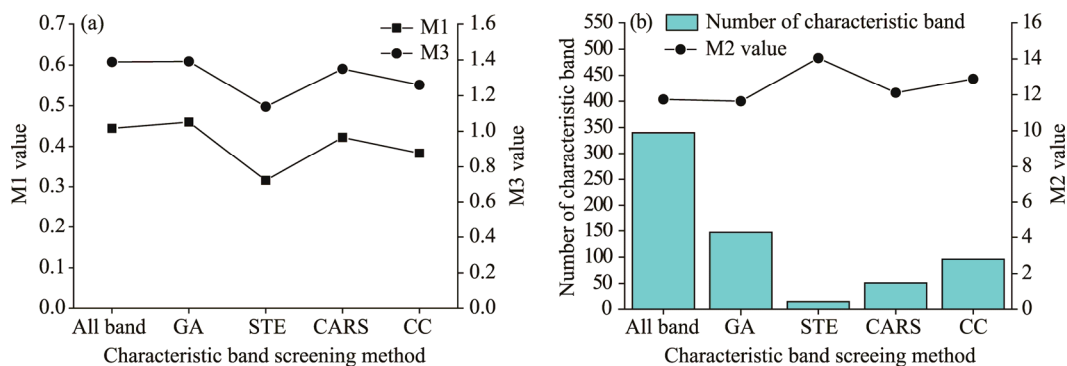 (a)
M1
M3
0.7
0.6
0.5
0.4
0.3
0.2
0.1
0.0
M1 value
1.6
1.4
1.2
1.0
0.8
0.6
0.4
0.2
0.0
M3 value
All band GA STE CARS CC
Characteristic band screening method
(b)
Number of characteristic band
M2 value
550
500
450
400
350
300
250
200
150
100
50
0
Number of characteristic band
16
14
12
10
8
6
4
2
0
M2 value
All band GA STE CARS CC
Characteristic band screeing method